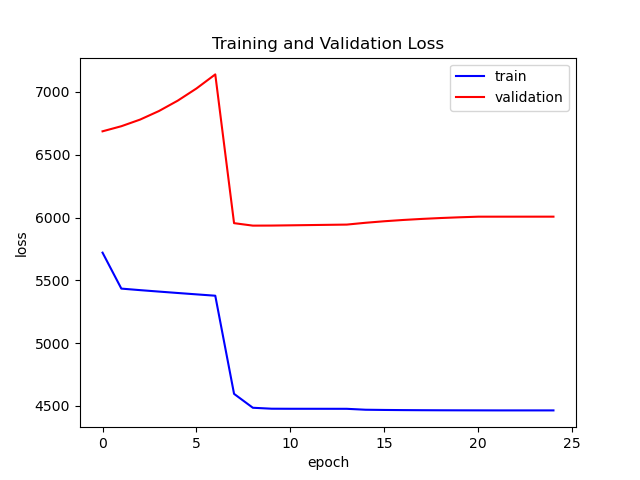 Training and Validation Loss
train
validation
7000
6500
6000
5500
5000
4500
loss
0 5 10 15 20 25
epoch